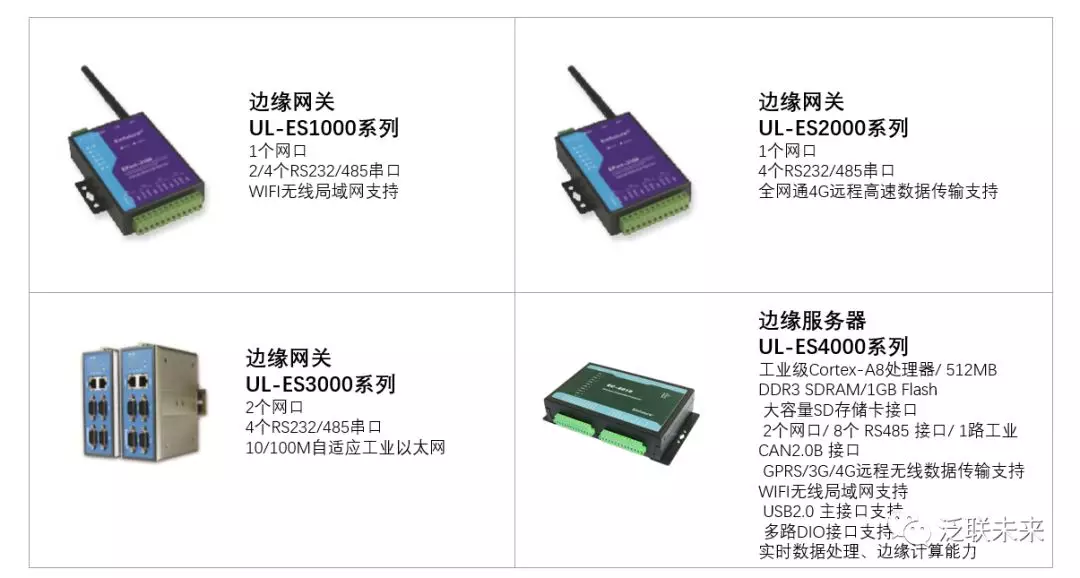 边缘网关
UL-ES1000系列
1个网口
2/4个RS232/485串口
WIFI无线局域网支持
边缘网关
UL-ES2000系列
1个网口
4个RS232/485串口
全网通4G远程高速数据传输支持
边缘网关
UL-ES3000系列
2个网口
4个RS232/485串口
10/100M自适应工业以太网
边缘服务器
UL-ES4000系列
工业级Cortex-A8处理器/ 512MB
DDR3 SDRAM/1GB Flash
大容量SD存储卡接口
2个网口/ 8个 RS485 接口/ 1路工业
CAN2.0B 接口
GPRS/3G/4G远程无线数据传输支持
WIFI无线局域网支持
USB2.0 主接口支持
多路DIO接口支持
实时数据处理、边缘计算能力
泛联未来